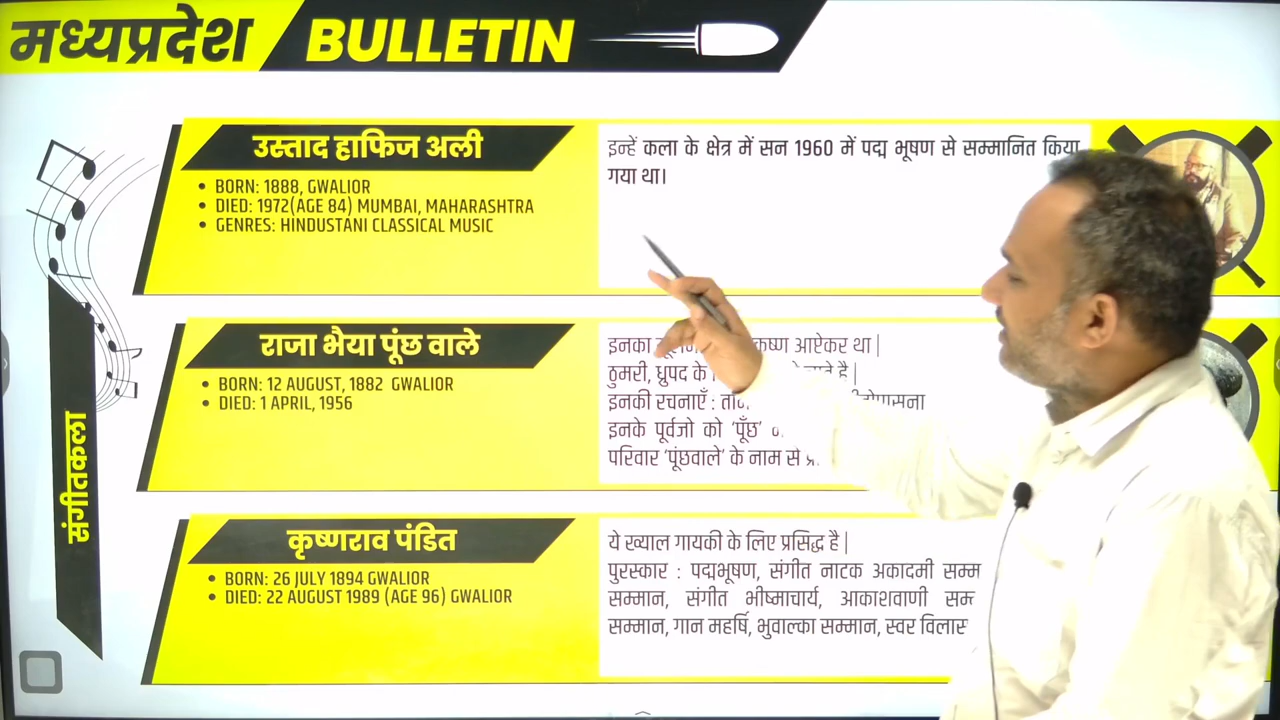 मध्यप्रदेश BULLETIN
उस्ताद हाफिज अली
• BORN: 1888, GWALIOR
• DIED: 1972(AGE 84) MUMBAI, MAHARASHTRA
• GENRES: HINDUSTANI CLASSICAL MUSIC
इन्हें कला के क्षेत्र में सन 1960 में पद्म भूषण से सम्मानित किया
गया था।
राजा भैया पूंछ वाले
• BORN: 12 AUGUST, 1882 GWALIOR
• DIED: 1 APRIL, 1956
इनका आष्टेकर था |
ठुमरी, ध्रुपद के है |
इनकी रचनाएँ :
इनके पूर्वजो को ‘पूँछ’
परिवार ‘पूंछवाले’ के नाम से
कृष्णराव पंडित
• BORN: 26 JULY 1894 GWALIOR
• DIED: 22 AUGUST 1989 (AGE 96) GWALIOR
ये ख्याल गायकी के लिए प्रसिद्ध है |
पुरस्कार : पद्मभूषण, संगीत नाटक अकादमी
सम्मान, संगीत भीष्माचार्य, आकाशवाणी
सम्मान, गान महर्षि, भुवाल्का सम्मान, स्वर
संगीतकला